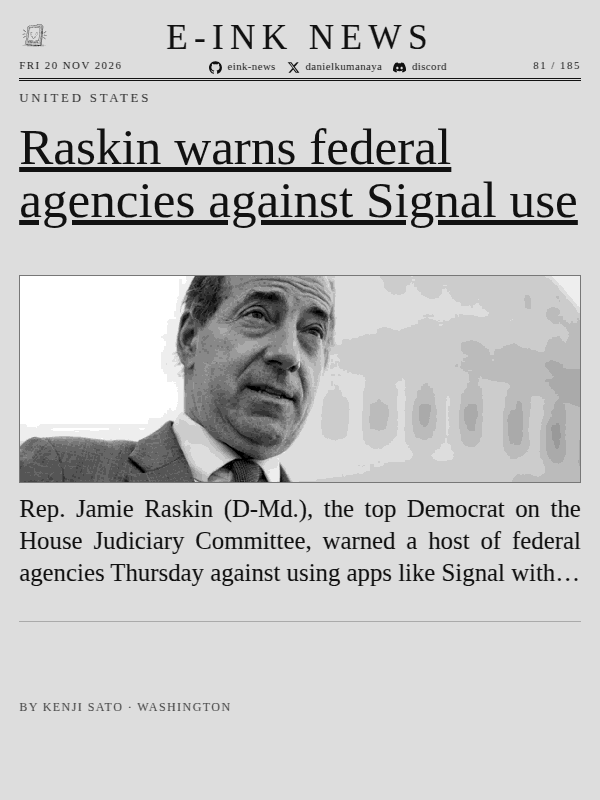 E-INK NEWS
FRI 20 NOV 2026
eink-news danielkumanaya discord
81 / 185
UNITED STATES
Raskin warns federal
agencies against Signal use
Rep. Jamie Raskin (D-Md.), the top Democrat on the
House Judiciary Committee, warned a host of federal
agencies Thursday against using apps like Signal with…
BY KENJI SATO · WASHINGTON